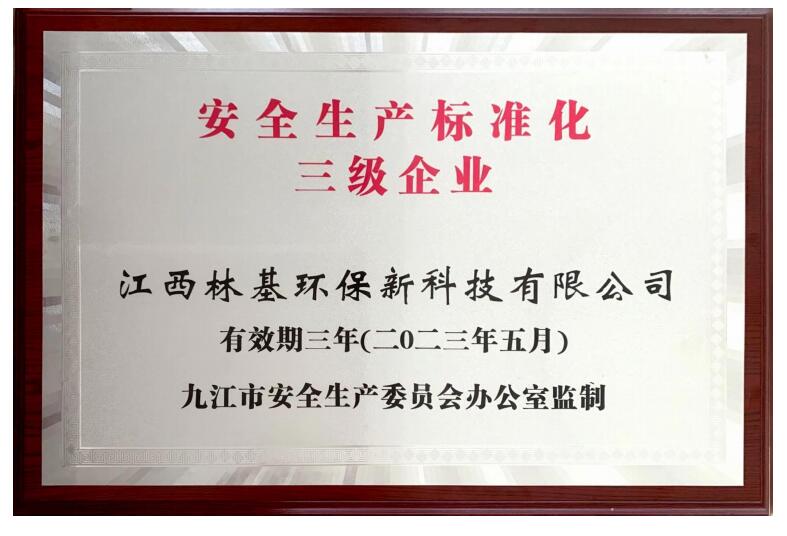 安全生产标准化
三级企业
江西林基环保新科技有限公司
有效期三年(二0二三年五月)
九江市安全生产委员会办公室监制